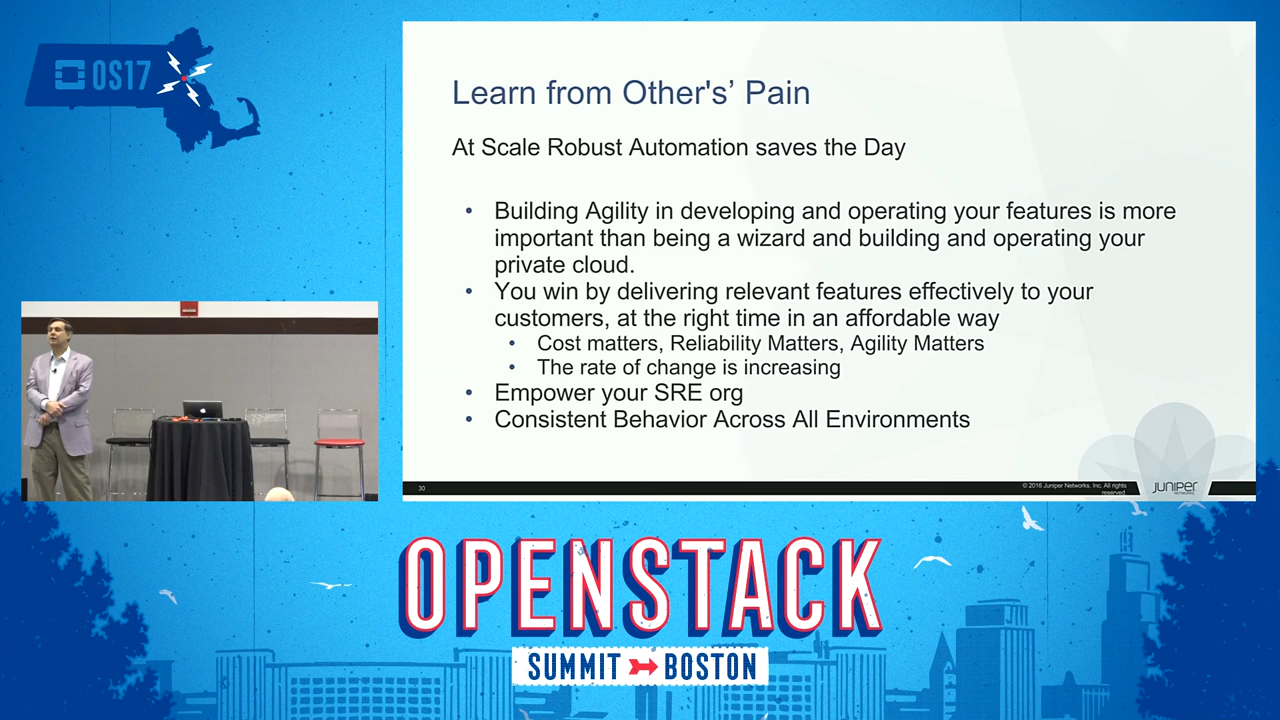 OS17
Learn from Other's’ Pain
At Scale Robust Automation saves the Day
• Building Agility in developing and operating your features is more
important than being a wizard and building and operating your
private cloud.
• You win by delivering relevant features effectively to your
customers, at the right time in an affordable way
• Cost matters, Reliability Matters, Agility Matters
• The rate of change is increasing
• Empower your SRE org
• Consistent Behavior Across All Environments
30
© 2016 Juniper Networks, Inc. All rights
reserved.
JUNIPER
NETWORKS
OPENSTACK
SUMMIT BOSTON